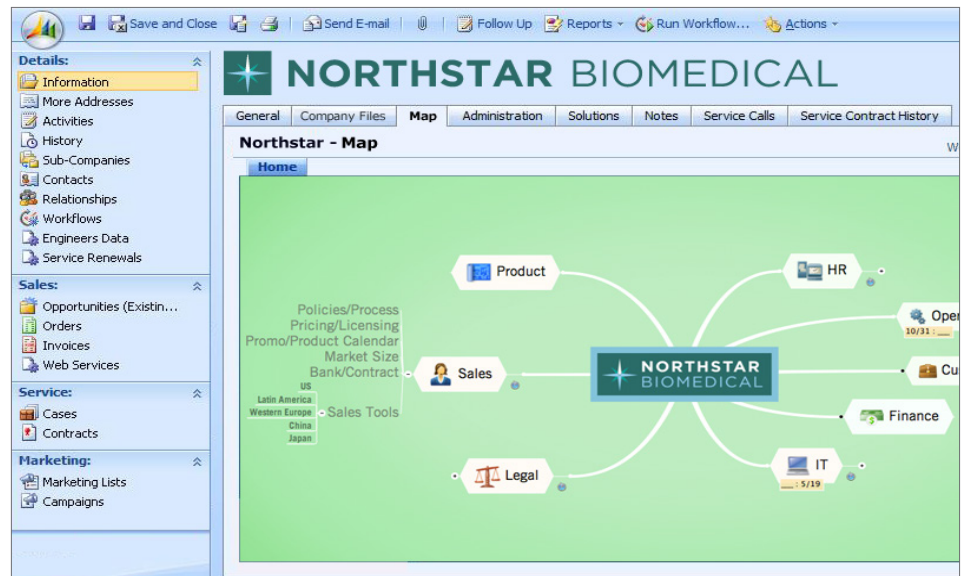 Save and Close
Send E-mail
Follow Up
Reports
Run Workflow...
Actions
Details:
Information
More Addresses
Activities
History
Sub-Companies
Contacts
Relationships
Workflows
Engineers Data
Service Renewals
Sales:
Opportunities (Existin...
Orders
Invoices
Web Services
Service:
Cases
Contracts
Marketing:
Marketing Lists
Campaigns
NORTHSTAR BIOMEDICAL
General
Company Files
Map
Administration
Solutions
Notes
Service Calls
Service Contract History
Northstar - Map
W
Home
Product
Policies/Process
Pricing/Licensing
Promo/Product Calendar
Market Size
Bank/Contract
Sales
US
Latin America
Western Europe
China
Japan
Sales Tools
Legal
NORTHSTAR
BIOMEDICAL
HR
Oper
10/31 : __
Cu
Finance
IT
__ : 5/19